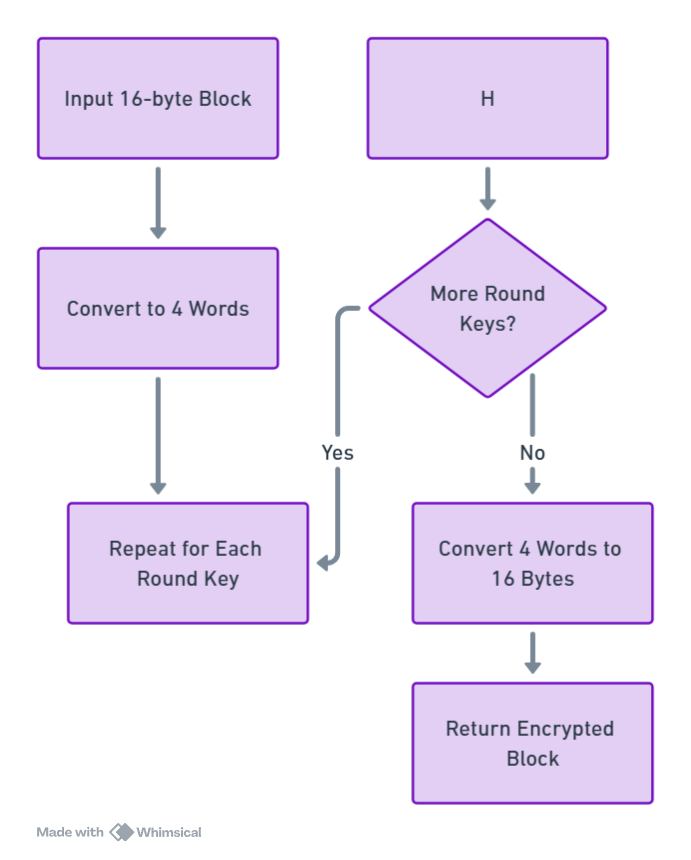 Input 16-byte Block
H
Convert to 4 Words
More Round
Keys?
Yes
No
Repeat for Each
Round Key
Convert 4 Words to
16 Bytes
Return Encrypted
Block
Made with Whimsical